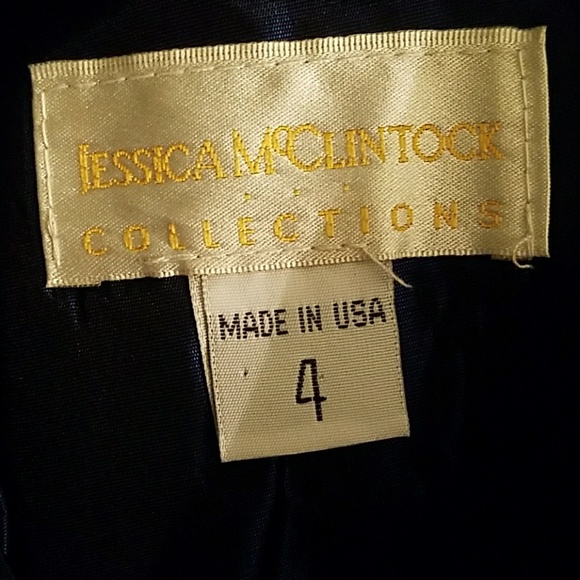 JESSICA McCLINTOCK
COLLECTIONS
MADE IN USA
4